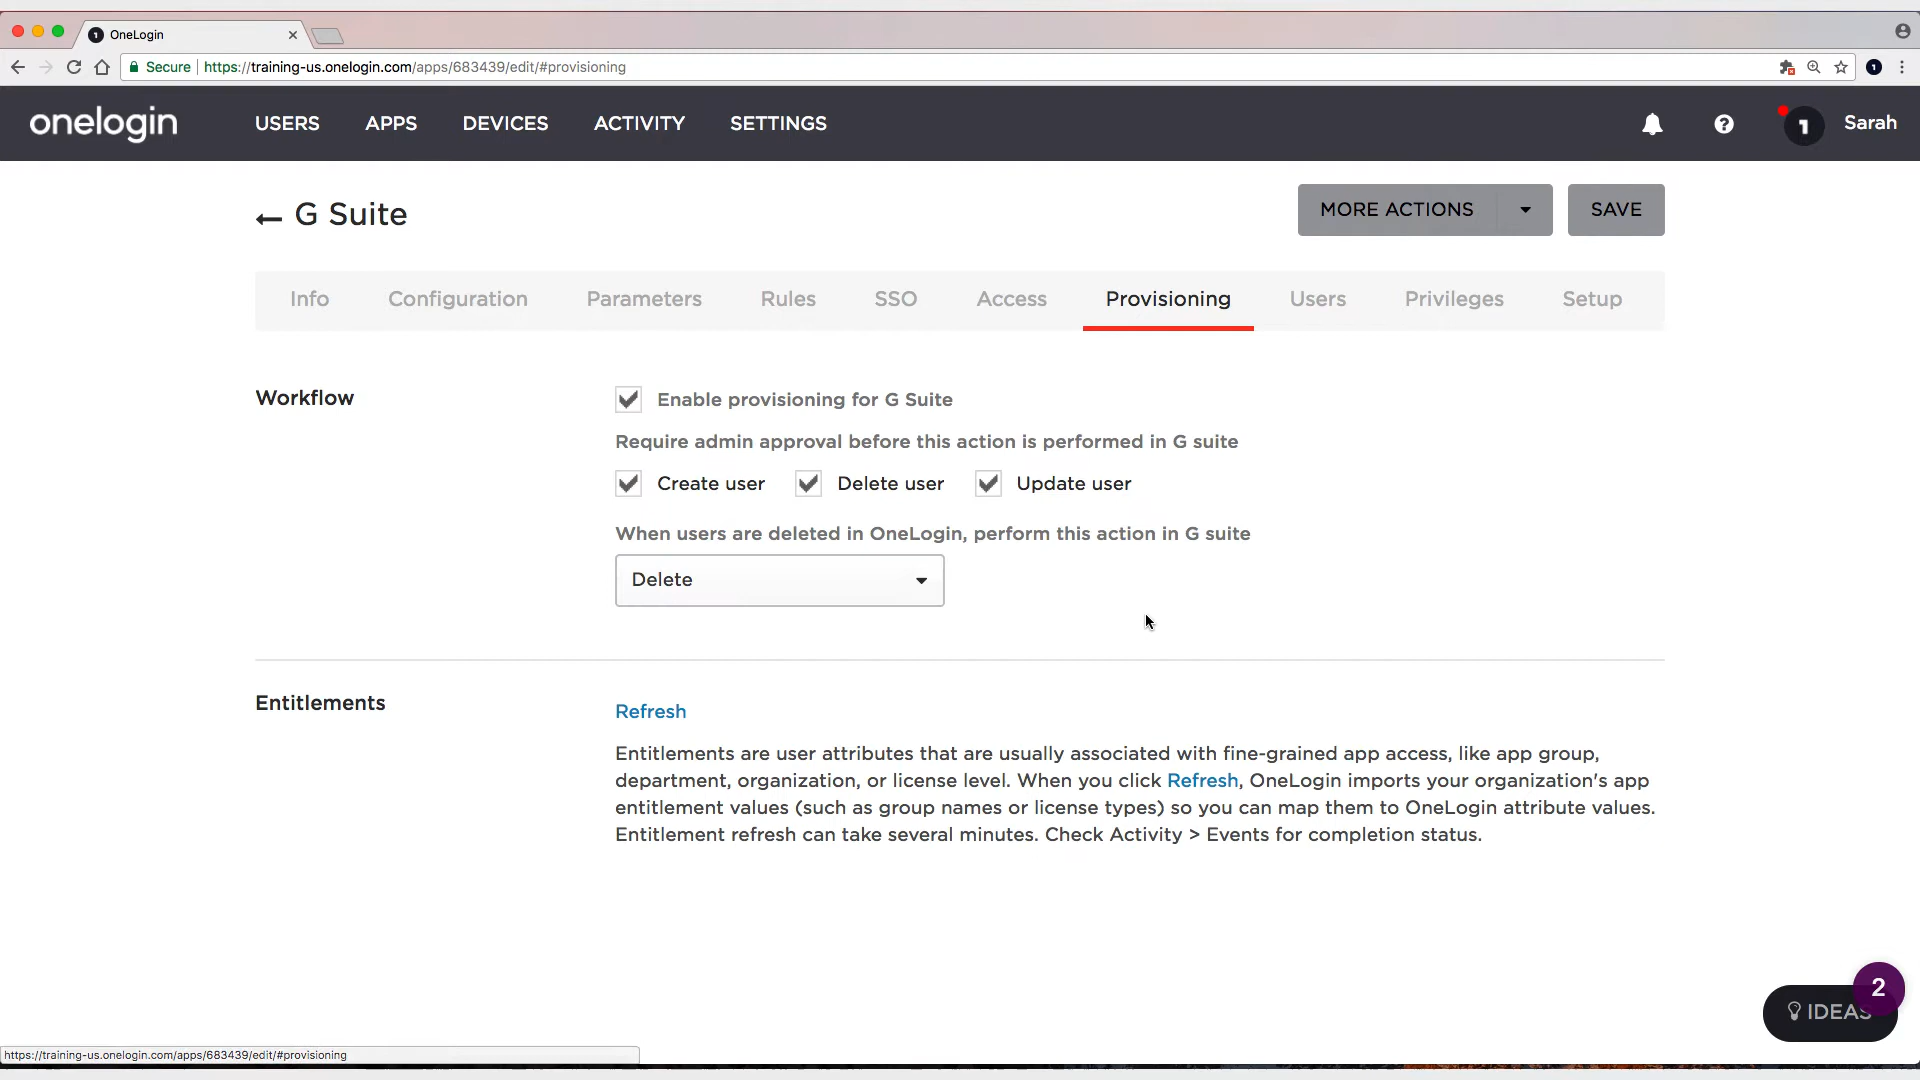 OneLogin
Secure https://training-us.onelogin.com/apps/683439/edit/#provisioning
onelogin USERS APPS DEVICES ACTIVITY SETTINGS 1 Sarah
G Suite MORE ACTIONS SAVE
Info Configuration Parameters Rules SSO Access Provisioning Users Privileges Setup
Workflow
Enable provisioning for G Suite
Require admin approval before this action is performed in G suite
Create user Delete user Update user
When users are deleted in OneLogin, perform this action in G suite
Delete
Entitlements
Refresh
Entitlements are user attributes that are usually associated with fine-grained app access, like app group,
department, organization, or license level. When you click Refresh, OneLogin imports your organization's app
entitlement values (such as group names or license types) so you can map them to OneLogin attribute values.
Entitlement refresh can take several minutes. Check Activity > Events for completion status.
2
IDEAS
https://training-us.onelogin.com/apps/683439/edit/#provisioning